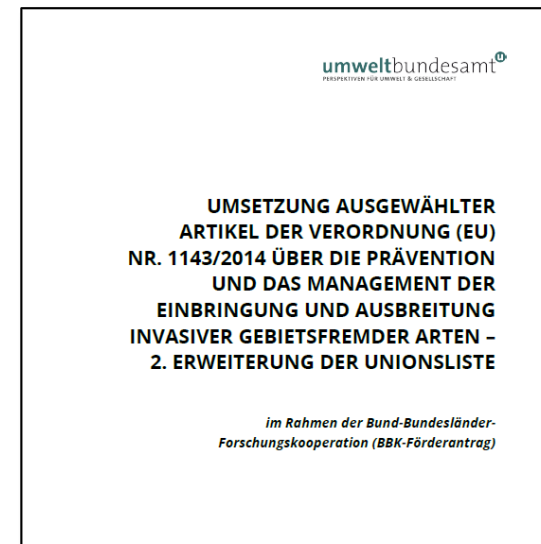 umweltbundesamt
PERSPEKTIVEN FÜR UMWELT & GESELLSCHAFT
UMSETZUNG AUSGEWÄHLTER
ARTIKEL DER VERORDNUNG (EU)
NR. 1143/2014 ÜBER DIE PRÄVENTION
UND DAS MANAGEMENT DER
EINBRINGUNG UND AUSBREITUNG
INVASIVER GEBIETSFREMDER ARTEN –
2. ERWEITERUNG DER UNIONSLISTE
im Rahmen der Bund-Bundesländer-
Forschungskooperation (BBK-Förderantrag)